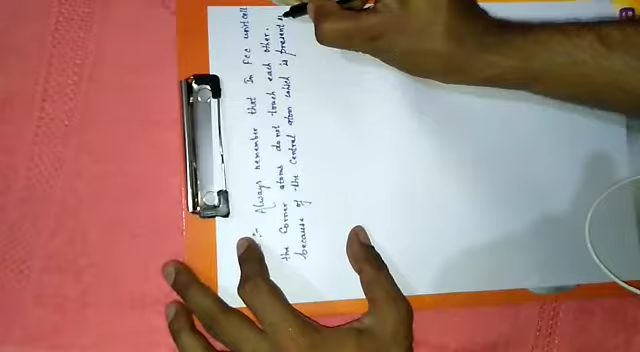 :- Always remember that In Fcc unit cell
the Corner atoms do not touch each other.
because of the Central atom which is present